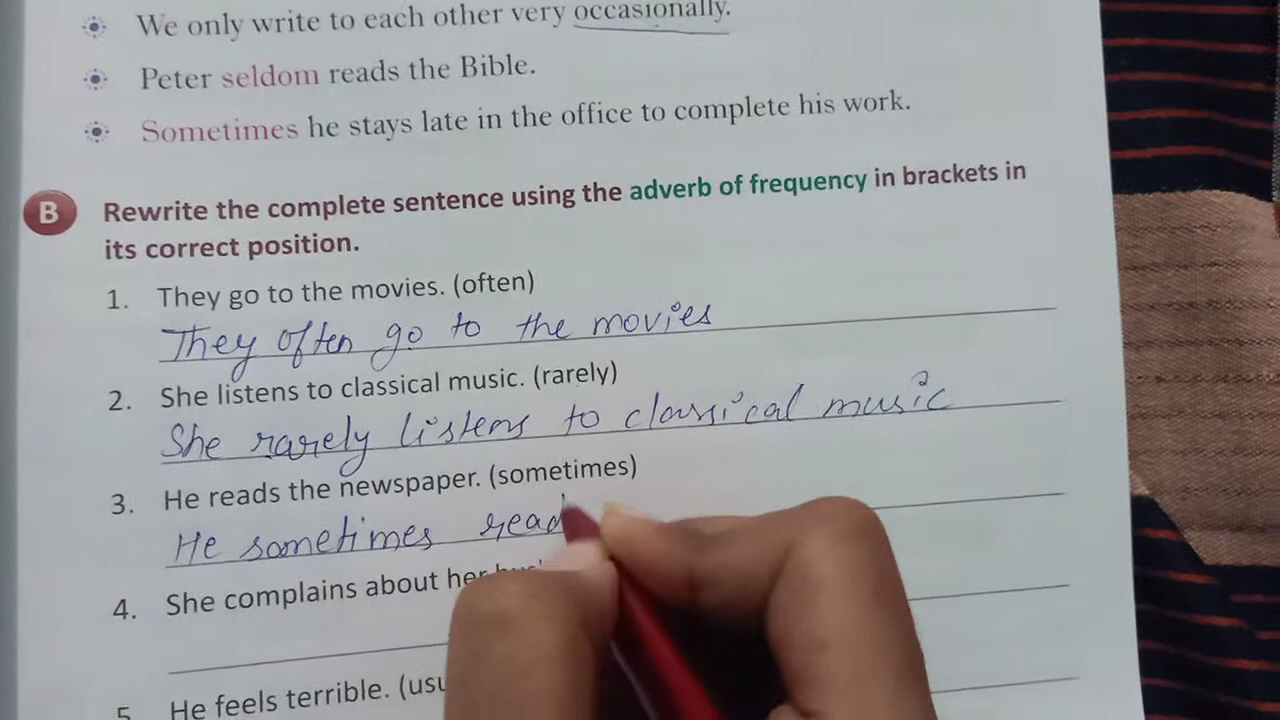 We only write to each other very occasionally.
Peter seldom reads the Bible.
Sometimes he stays late in the office to complete his work.
B Rewrite the complete sentence using the adverb of frequency in brackets in
its correct position.
1. They go to the movies. (often)
They often go to the movies
2. She listens to classical music. (rarely)
She rarely listens to classical music
3. He reads the newspaper. (sometimes)
He sometimes read
4. She complains about her
5 He feels terrible.